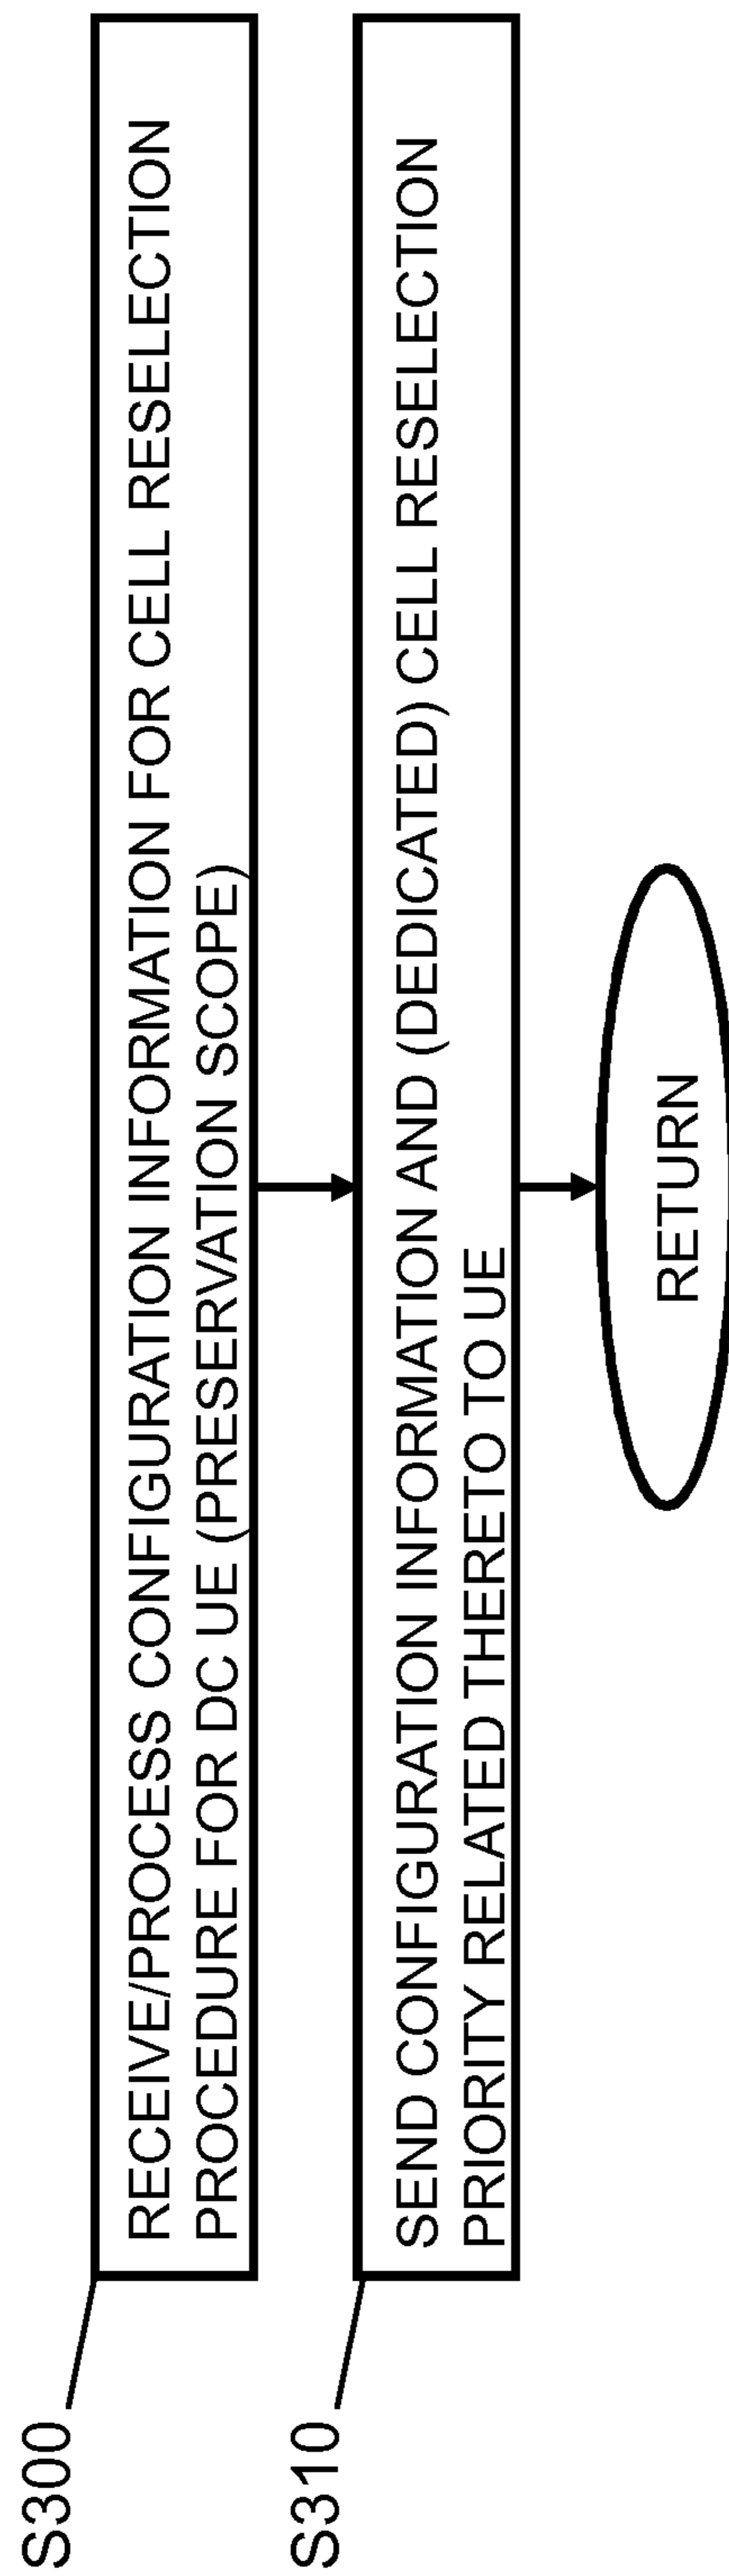 S300
RECEIVE/PROCESS CONFIGURATION INFORMATION FOR CELL RESELECTION
PROCEDURE FOR DC UE (PRESERVATION SCOPE)
S310
SEND CONFIGURATION INFORMATION AND (DEDICATED) CELL RESELECTION
PRIORITY RELATED THERETO TO UE
RETURN